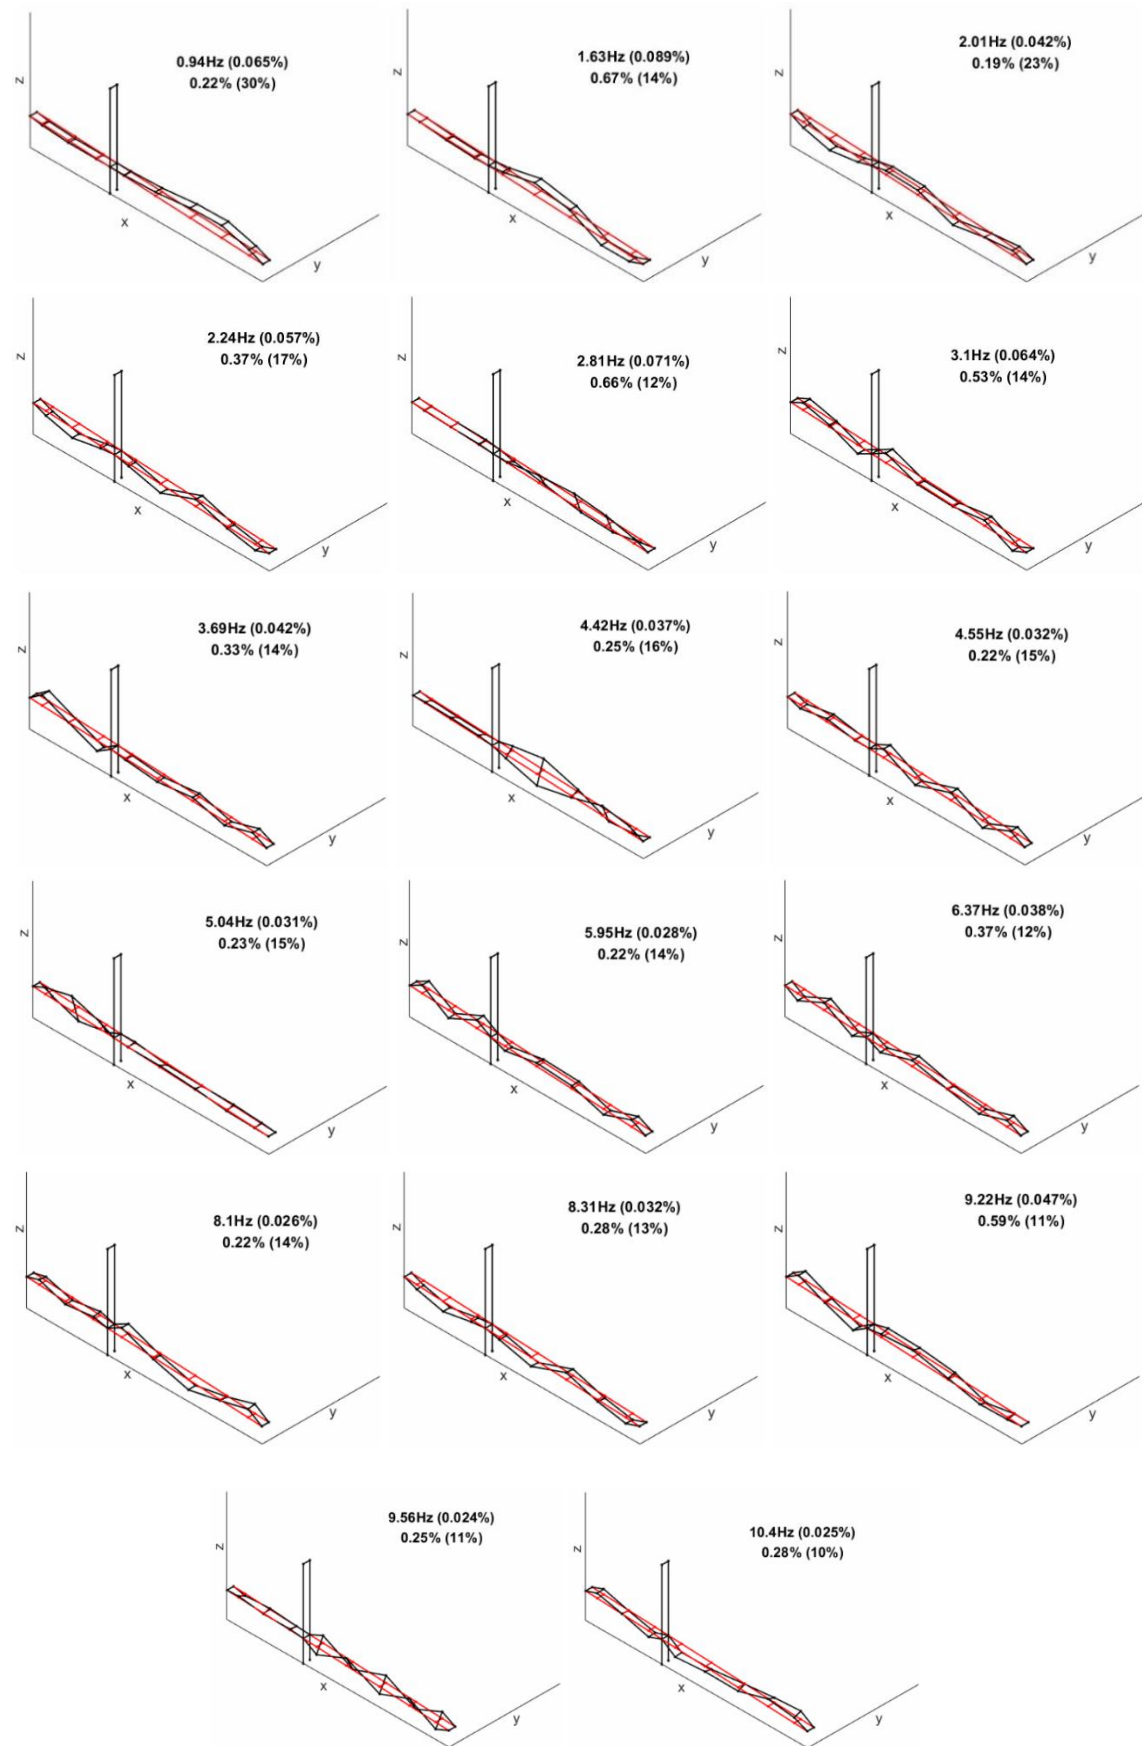 z
0.94Hz (0.065%)
0.22% (30%)
x
y
z
1.63Hz (0.089%)
0.67% (14%)
x
y
z
2.01Hz (0.042%)
0.19% (23%)
x
y
z
2.24Hz (0.057%)
0.37% (17%)
x
y
z
2.81Hz (0.071%)
0.66% (12%)
x
y
z
3.1Hz (0.064%)
0.53% (14%)
x
y
z
3.69Hz (0.042%)
0.33% (14%)
x
y
z
4.42Hz (0.037%)
0.25% (16%)
x
y
z
4.55Hz (0.032%)
0.22% (15%)
x
y
z
5.04Hz (0.031%)
0.23% (15%)
x
y
z
5.95Hz (0.028%)
0.22% (14%)
x
y
z
6.37Hz (0.038%)
0.37% (12%)
x
y
z
8.1Hz (0.026%)
0.22% (14%)
x
y
z
8.31Hz (0.032%)
0.28% (13%)
x
y
z
9.22Hz (0.047%)
0.59% (11%)
x
y
z
9.56Hz (0.024%)
0.25% (11%)
x
y
z
10.4Hz (0.025%)
0.28% (10%)
x
y